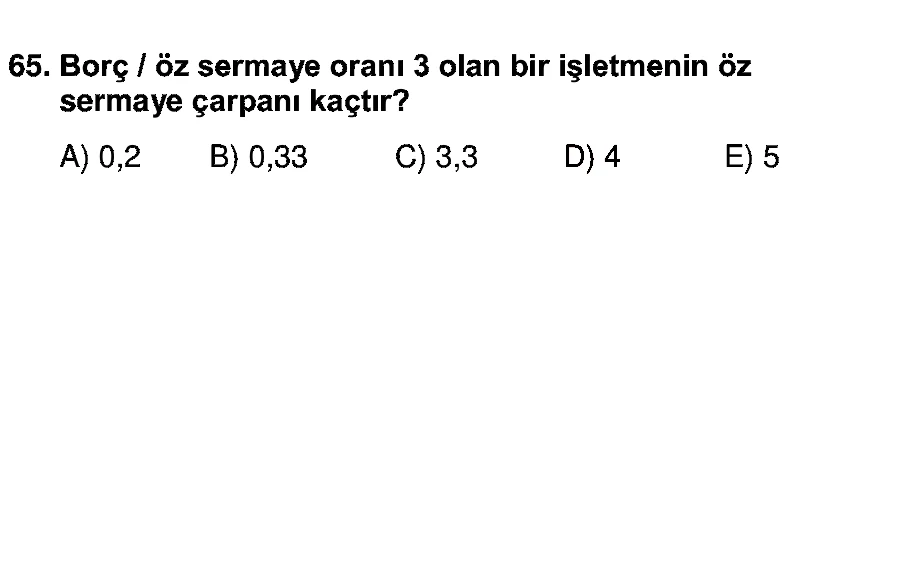 65. Borç / öz sermaye oranı 3 olan bir işletmenin öz
sermaye çarpanı kaçtır?
A) 0,2 B) 0,33 C) 3,3 D) 4 E) 5